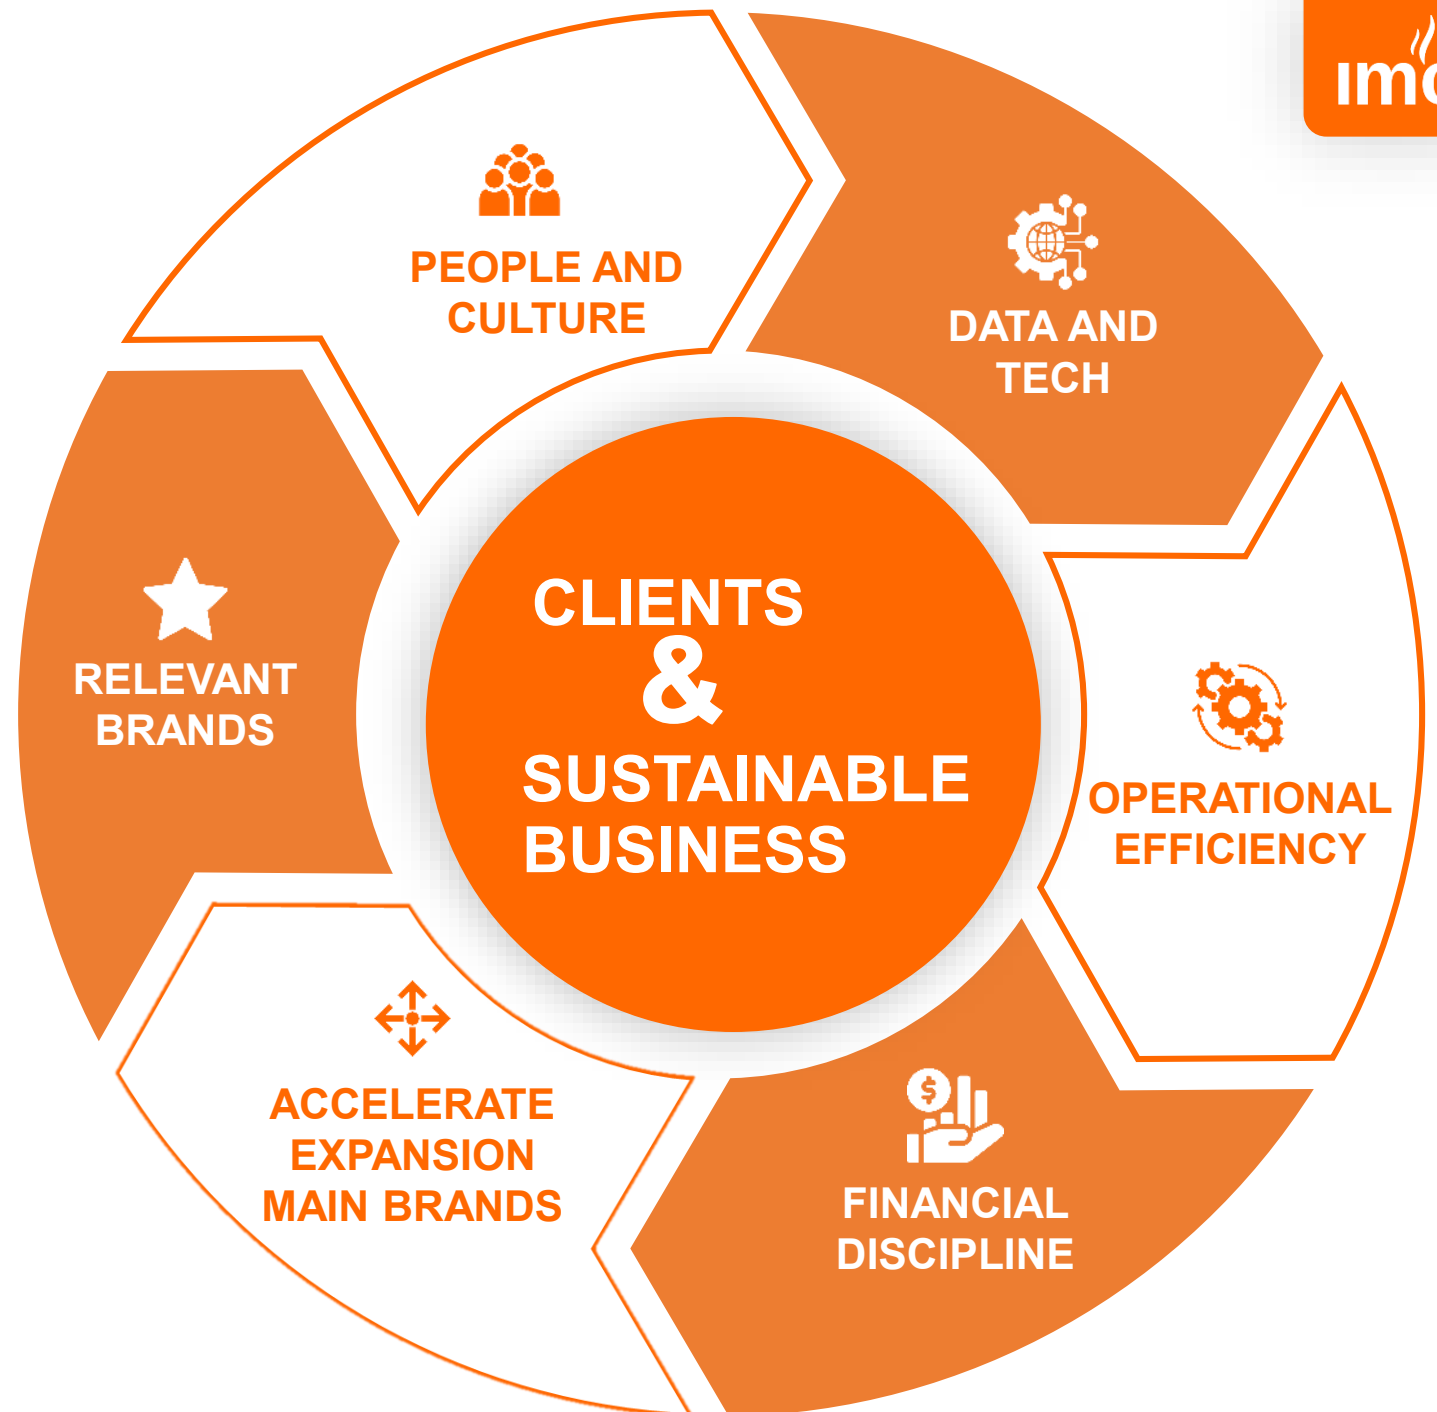 PEOPLE AND
CULTURE
DATA AND
TECH
OPERATIONAL
EFFICIENCY
FINANCIAL
DISCIPLINE
ACCELERATE
EXPANSION
MAIN BRANDS
RELEVANT
BRANDS
CLIENTS
&
SUSTAINABLE
BUSINESS
$